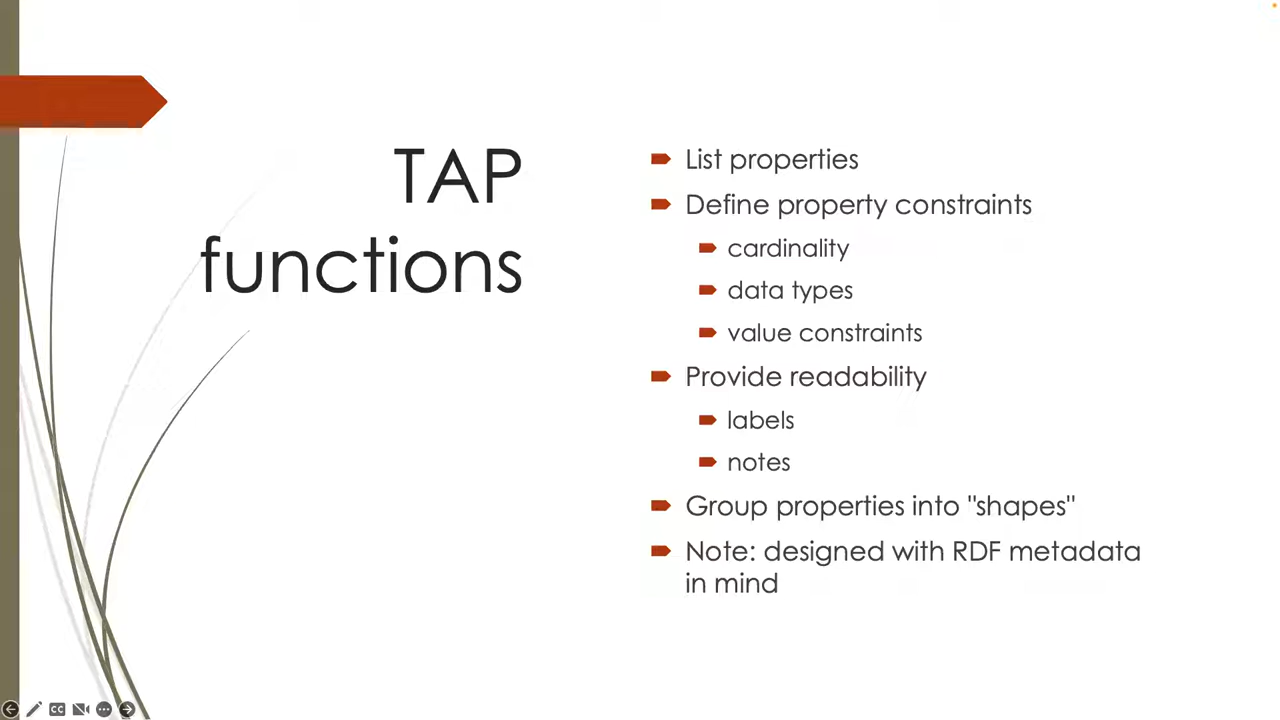 TAP
functions
List properties
Define property constraints
cardinality
data types
value constraints
Provide readability
labels
notes
Group properties into "shapes"
Note: designed with RDF metadata
in mind
CC